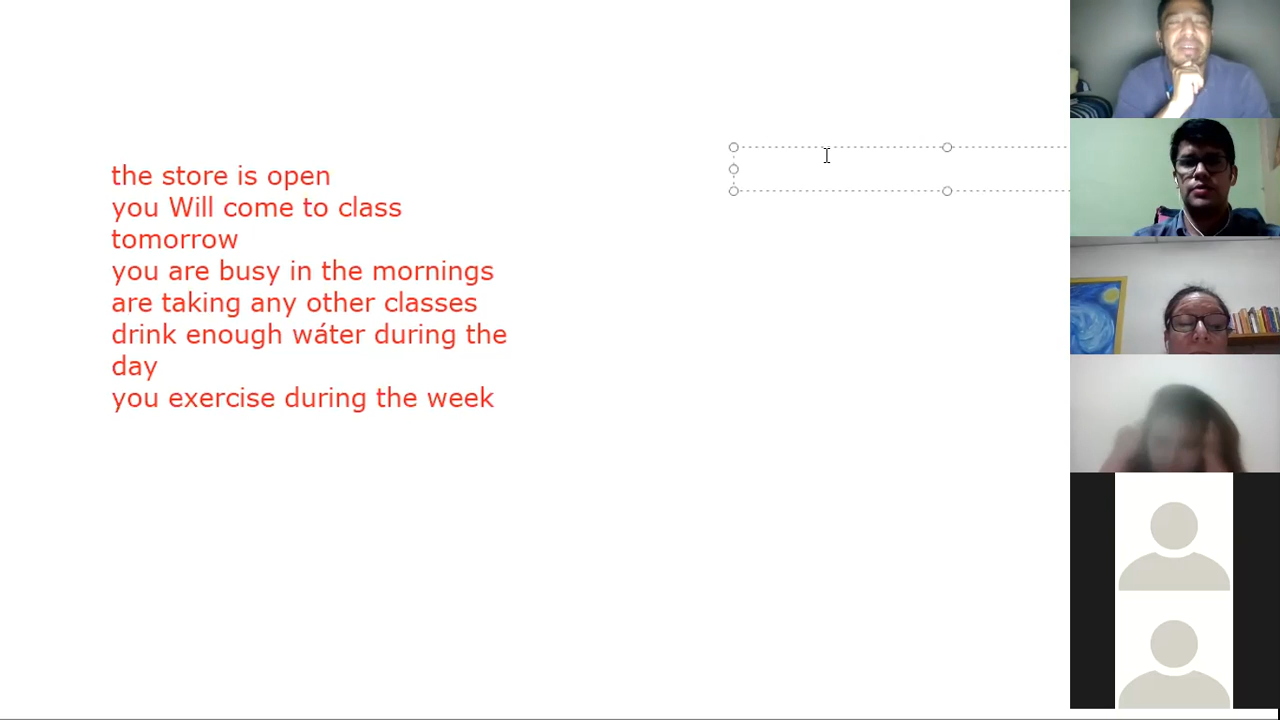 the store is open
you Will come to class
tomorrow
you are busy in the mornings
are taking any other classes
drink enough wáter during the
day
you exercise during the week